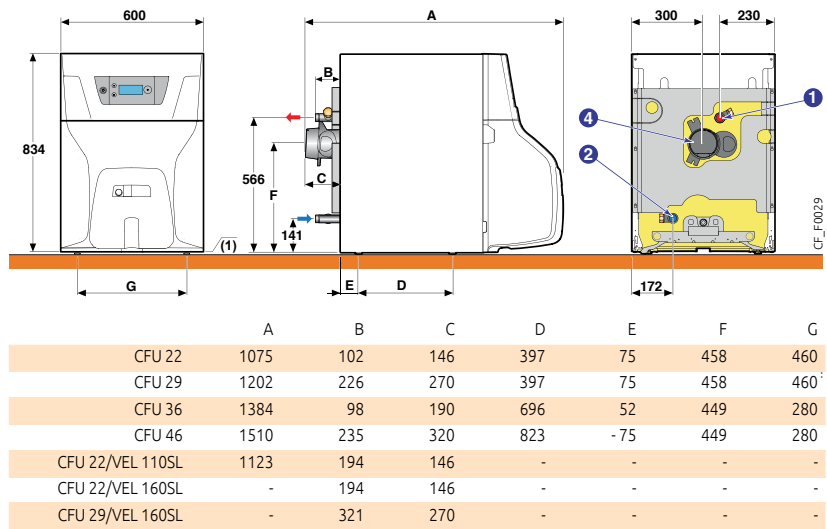 600
A
300
230
B
1
4
2
834
566
F
C
141
(1)
E
D
G
172
CF_F0029
A B C D E F G
CFU 22 1075 102 146 397 75 458 460
CFU 29 1202 226 270 397 75 458 460
CFU 36 1384 98 190 696 52 449 280
CFU 46 1510 235 320 823 -75 449 280
CFU 22/VEL 110SL 1123 194 146 - - - -
CFU 22/VEL 160SL - 194 146 - - - -
CFU 29/VEL 160SL - 321 270 - - - -